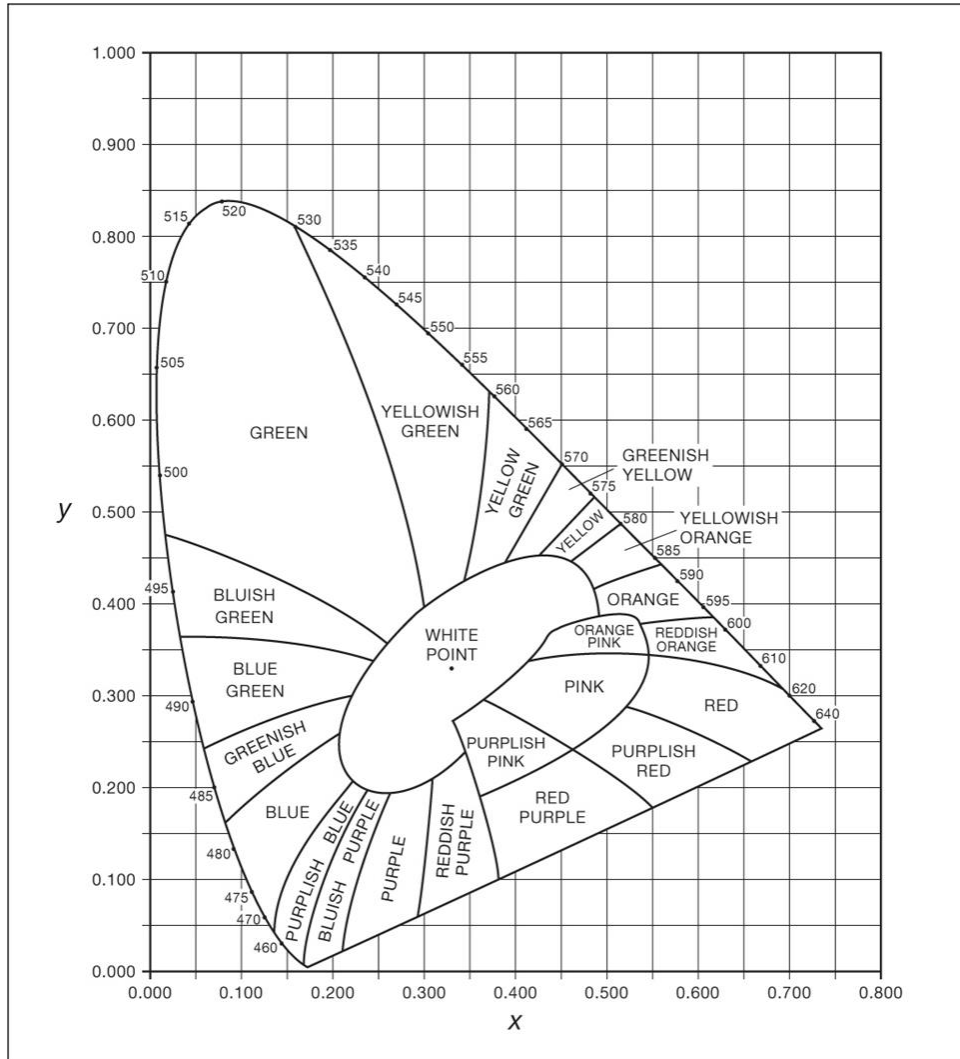 1.000
0.900
0.800
0.700
0.600
0.500
0.400
0.300
0.200
0.100
0.000
y
515
520
530
535
540
510
545
550
505
555
560
YELLOWISH
GREEN
565
GREEN
570
GREENISH
YELLOW
500
YELLOW
GREEN
575
580
YELLOW
YELLOWISH
ORANGE
585
590
495
595
BLUISH
GREEN
ORANGE
600
WHITE
POINT
ORANGE
PINK
REDDISH
ORANGE
610
BLUE
GREEN
PINK
620
490
RED
640
GREENISH
BLUE
PURPLISH
PINK
PURPLISH
RED
485
BLUE
RED
PURPLE
480
PURPLISH BLUE
BLUISH PURPLE
PURPLE
REDDISH
PURPLE
475
470
460
0.000 0.100 0.200 0.300 0.400 0.500 0.600 0.700 0.800
x